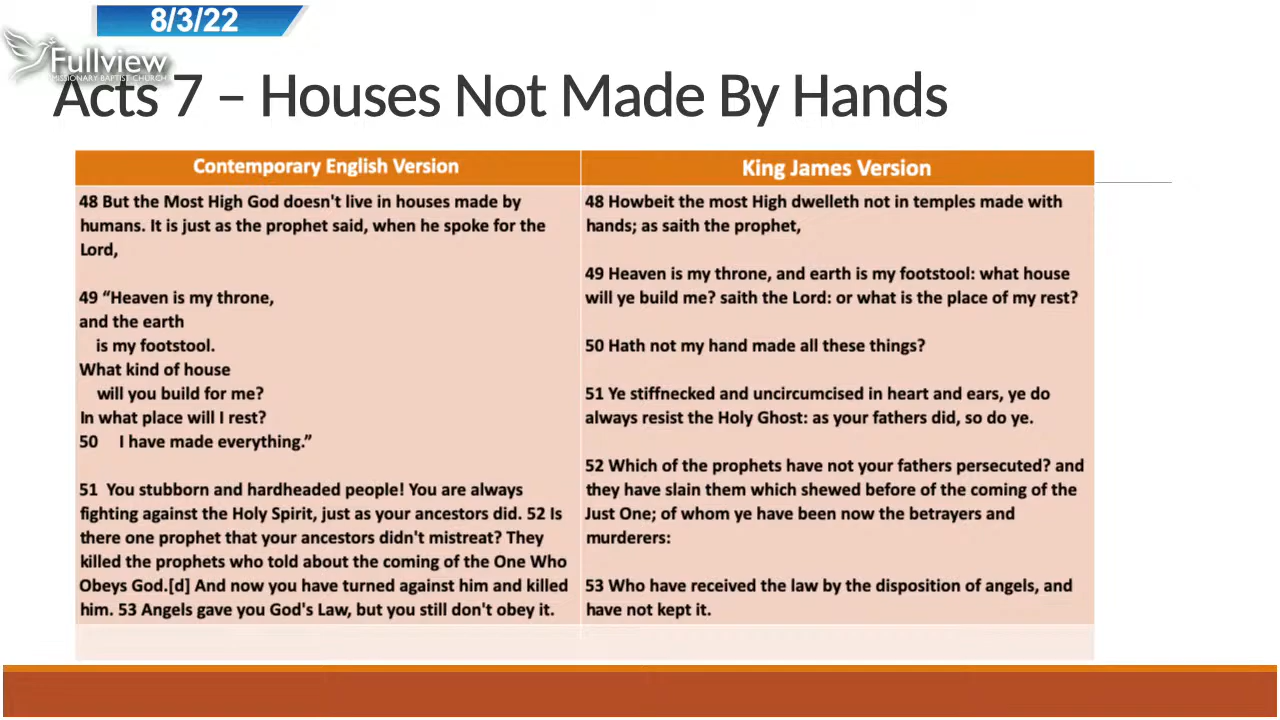 8/3/22
Fullview
MISSIONARY BAPTIST CHURCH
Acts 7 – Houses Not Made By Hands
Contemporary English Version
48 But the Most High God doesn't live in houses made by
humans. It is just as the prophet said, when he spoke for the
Lord,
49 “Heaven is my throne,
and the earth
is my footstool.
What kind of house
will you build for me?
In what place will I rest?
50 I have made everything.”
51 You stubborn and hardheaded people! You are always
fighting against the Holy Spirit, just as your ancestors did. 52 Is
there one prophet that your ancestors didn't mistreat? They
killed the prophets who told about the coming of the One Who
Obeys God.[d] And now you have turned against him and killed
him. 53 Angels gave you God's Law, but you still don't obey it.
King James Version
48 Howbeit the most High dwelleth not in temples made with
hands; as saith the prophet,
49 Heaven is my throne, and earth is my footstool: what house
will ye build me? saith the Lord: or what is the place of my rest?
50 Hath not my hand made all these things?
51 Ye stiffnecked and uncircumcised in heart and ears, ye do
always resist the Holy Ghost: as your fathers did, so do ye.
52 Which of the prophets have not your fathers persecuted? and
they have slain them which shewed before of the coming of the
Just One; of whom ye have been now the betrayers and
murderers:
53 Who have received the law by the disposition of angels, and
have not kept it.